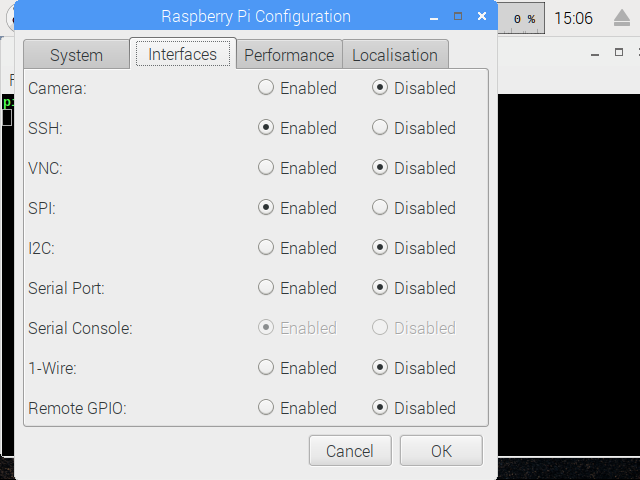 Raspberry Pi Configuration
0 % 15:06
System Interfaces Performance Localisation
Camera: Enabled Disabled
SSH: Enabled Disabled
VNC: Enabled Disabled
SPI: Enabled Disabled
I2C: Enabled Disabled
Serial Port: Enabled Disabled
Serial Console: Enabled Disabled
1-Wire: Enabled Disabled
Remote GPIO: Enabled Disabled
Cancel OK